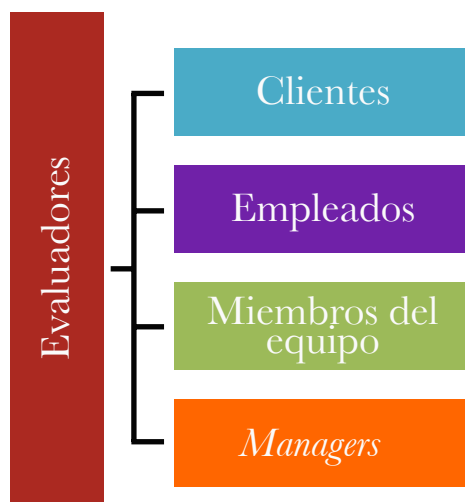 Evaluadores
Clientes
Empleados
Miembros del
equipo
Managers